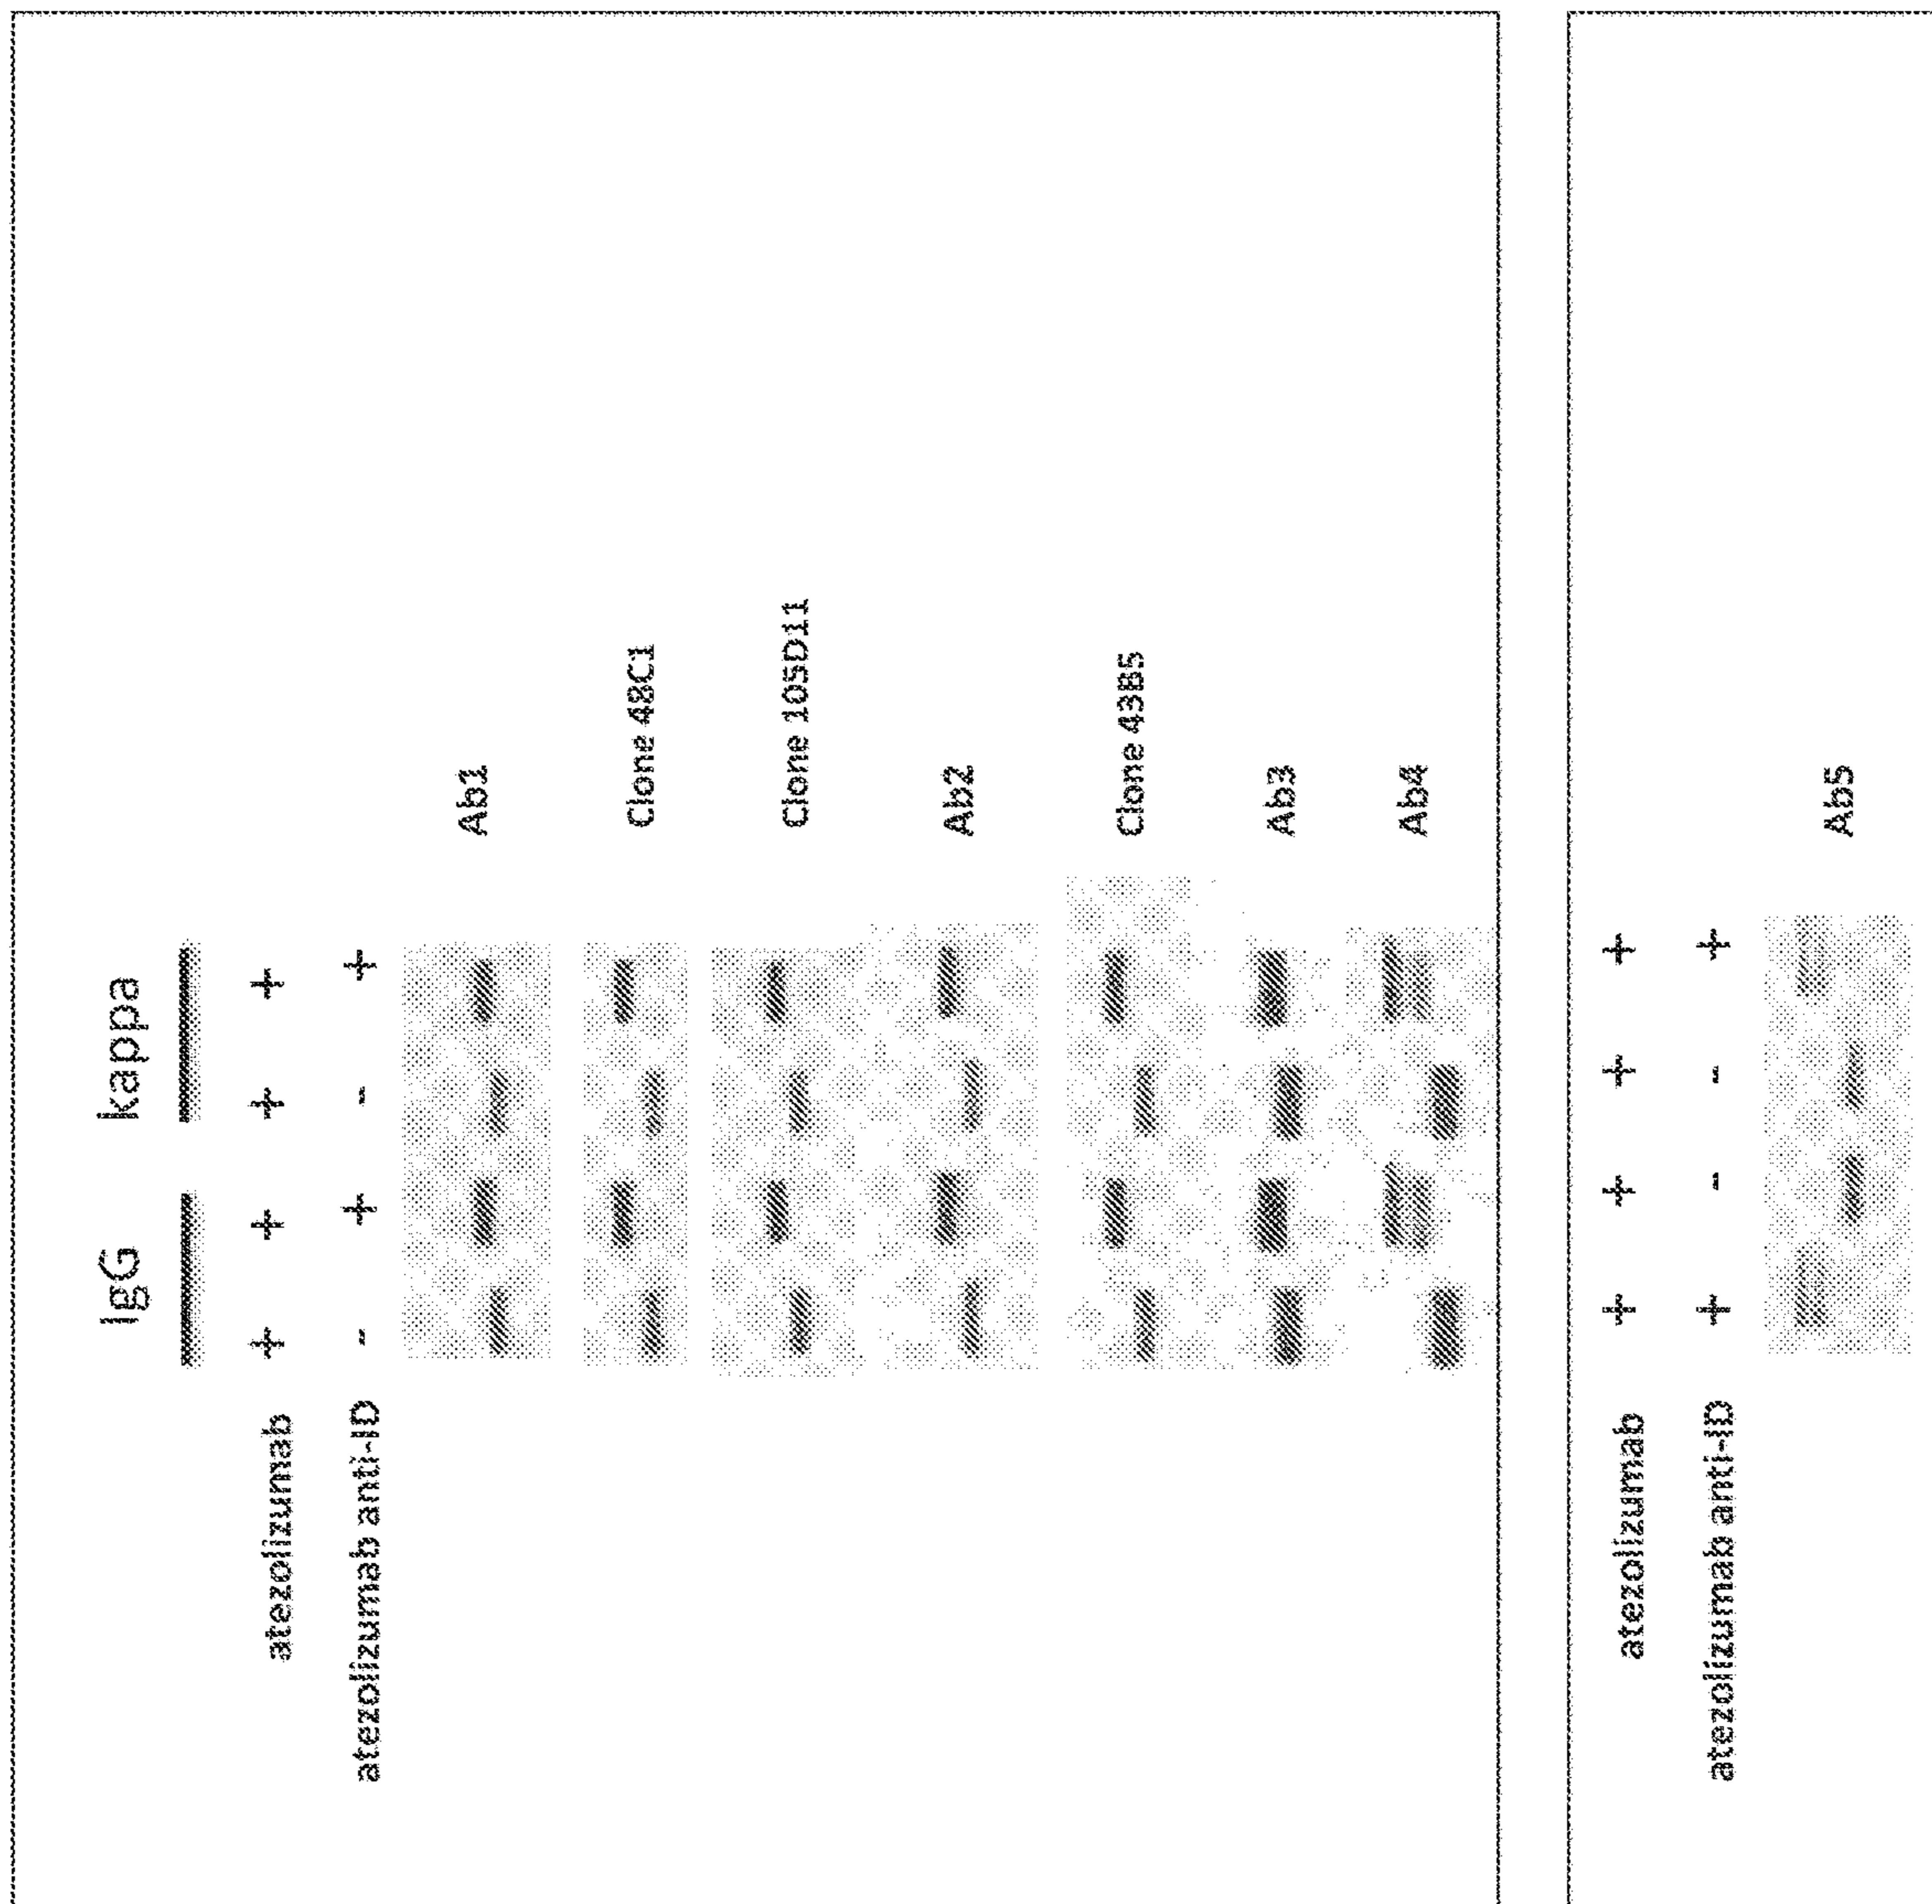 IgG kappa
atezolizumab + + + +
atezolizumab anti-ID - + - +
Ab1
Clone 48C1
Clone 105D11
Ab2
Clone 43B5
Ab3
Ab4
atezolizumab + + + +
atezolizumab anti-ID + - - +
Ab5